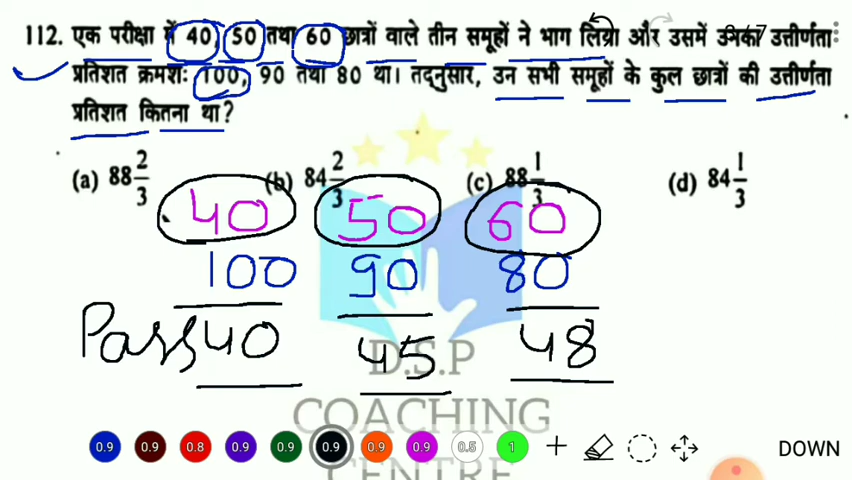 112. एक परीक्षा में 40, 50 तथा 60 छात्रों वाले तीन समूहों ने भाग लिया और उसमें उनका उत्तीर्णता
प्रतिशत क्रमशः 100, 90 तथा 80 था। तद्नुसार, उन सभी समूहों के कुल छात्रों की उत्तीर्णता
प्रतिशत कितना था?
(a) 88 2/3 (b) 84 2/3 (c) 88 1/3 (d) 84 1/3
40 50 60
100 90 80
Pass 40 45 48
D.S.P
COACHING
CENTRE
0.9 0.9 0.8 0.9 0.9 0.9 0.9 0.9 0.5 1 DOWN